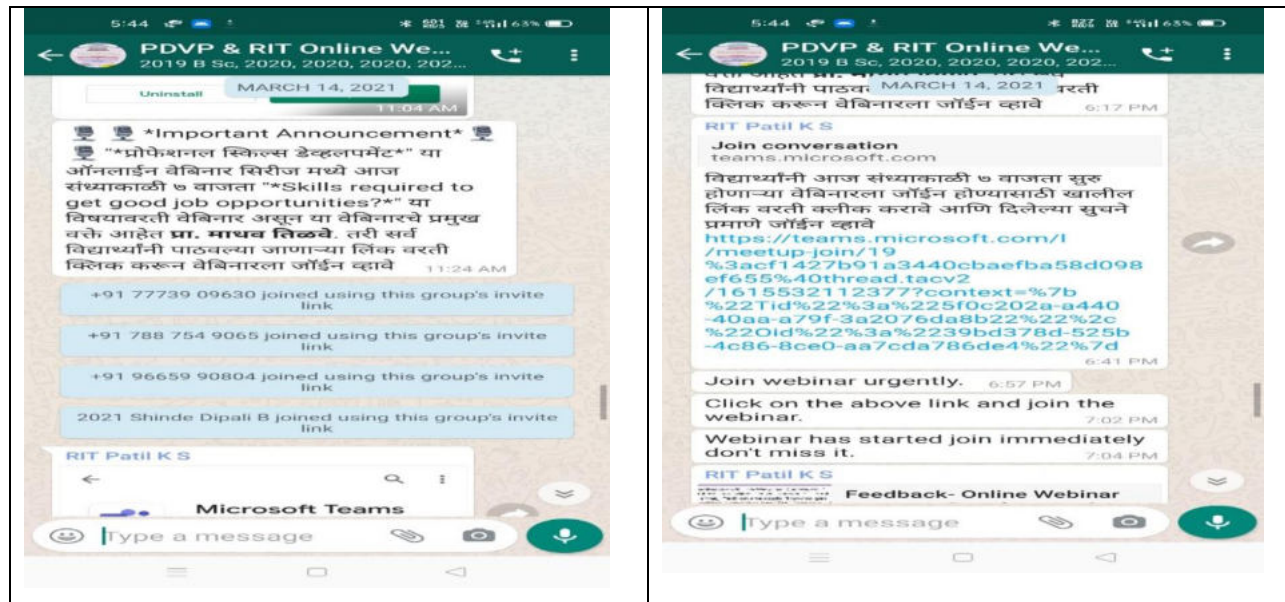 5:44
63%
PDVP & RIT Online We...
2019 B Sc, 2020, 2020, 2020, 202...
Uninstall
MARCH 14, 2021
11:04 AM
*Important Announcement*
"*प्रोफेशनल स्किल्स डेव्हलपमेंट*" या
ऑनलाईन वेबिनार सिरीज मध्ये आज
संध्याकाळी ७ वाजता "*Skills required to
get good job opportunities?*" या
विषयावरती वेबिनार असून या वेबिनारचे प्रमुख
वक्ते आहेत प्रा. माधव तिळवे. तरी सर्व
विद्यार्थ्यांनी पाठवल्या जाणाऱ्या लिंक वरती
क्लिक करून वेबिनारला जॉईन व्हावे
11:24 AM
+91 77739 09630 joined using this group's invite
link
+91 788 754 9065 joined using this group's invite
link
+91 96659 90804 joined using this group's invite
link
2021 Shinde Dipali B joined using this group's invite
link
RIT Patil K S
Microsoft Teams
Type a message
5:44
63%
PDVP & RIT Online We...
2019 B Sc, 2020, 2020, 2020, 202...
MARCH 14, 2021
विद्यार्थ्यांनी वरती
क्लिक करून वेबिनारला जॉईन व्हावे
6:17 PM
RIT Patil K S
Join conversation
teams.microsoft.com
विद्यार्थ्यांनी आज संध्याकाळी ७ वाजता सुरु
होणाऱ्या वेबिनारला जॉईन होण्यासाठी खालील
लिंक वरती क्लीक करावे आणि दिलेल्या सुचने
प्रमाणे जॉईन व्हावे
https://teams.microsoft.com/l
/meetup-join/19
%3acf1427b91a3440cbaefba58d098
ef655%40thread.tacv2
/1615532112377?context=%7b
%22Tid%22%3a%225f0c202a-a440
-40aa-a79f-3a2076da8b22%22%2c
%22Oid%22%3a%2239bd378d-525b
-4c86-8ce0-aa7cda786de4%22%7d
6:41 PM
Join webinar urgently.
6:57 PM
Click on the above link and join the
webinar.
7:02 PM
Webinar has started join immediately
don't miss it.
7:04 PM
RIT Patil K S
Feedback- Online Webinar
Type a message